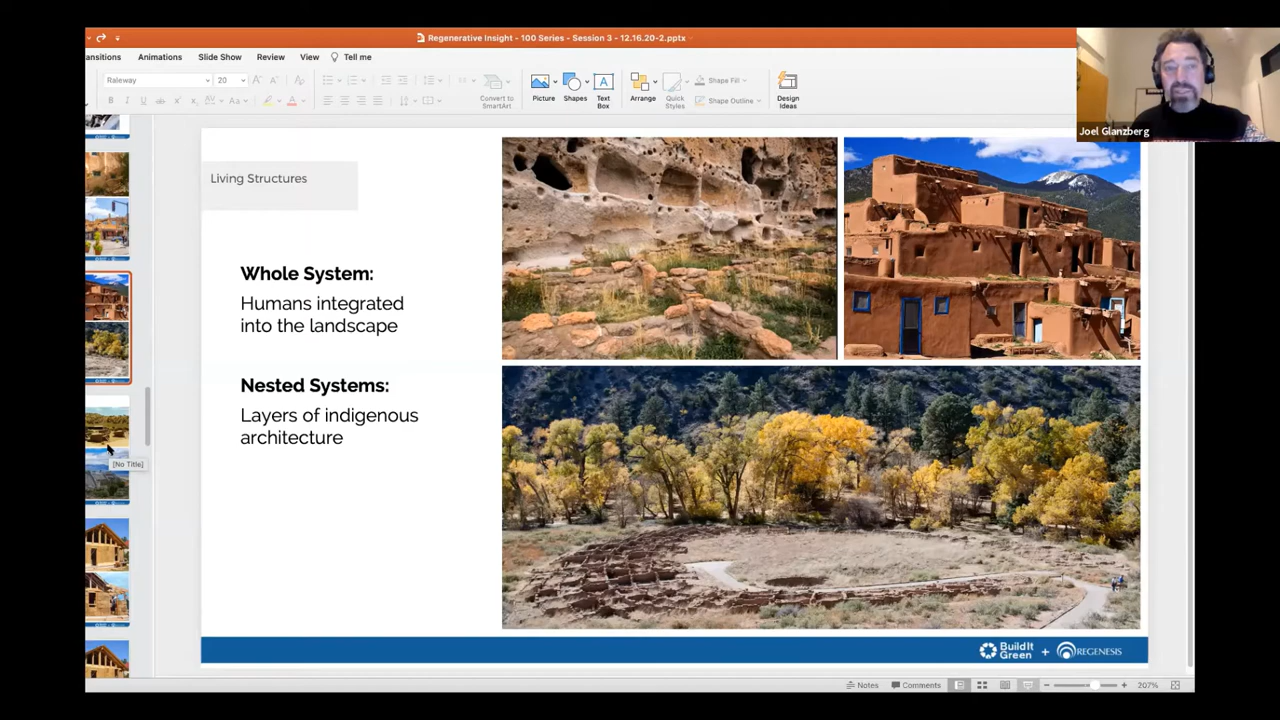 Regenerative Insight - 100 Series - Session 3 - 12.16.20-2.pptx
ansitions Animations Slide Show Review View Tell me
Raleway 20
Convert to
SmartArt
Picture
Shapes
Text
Box
Arrange
Quick
Styles
Shape Fill
Shape Outline
Design
Ideas
Joel Glanzberg
Living Structures
Whole System:
Humans integrated
into the landscape
Nested Systems:
Layers of indigenous
architecture
[No Title]
BuildIt
Green
+
REGENESIS
Notes Comments 207%